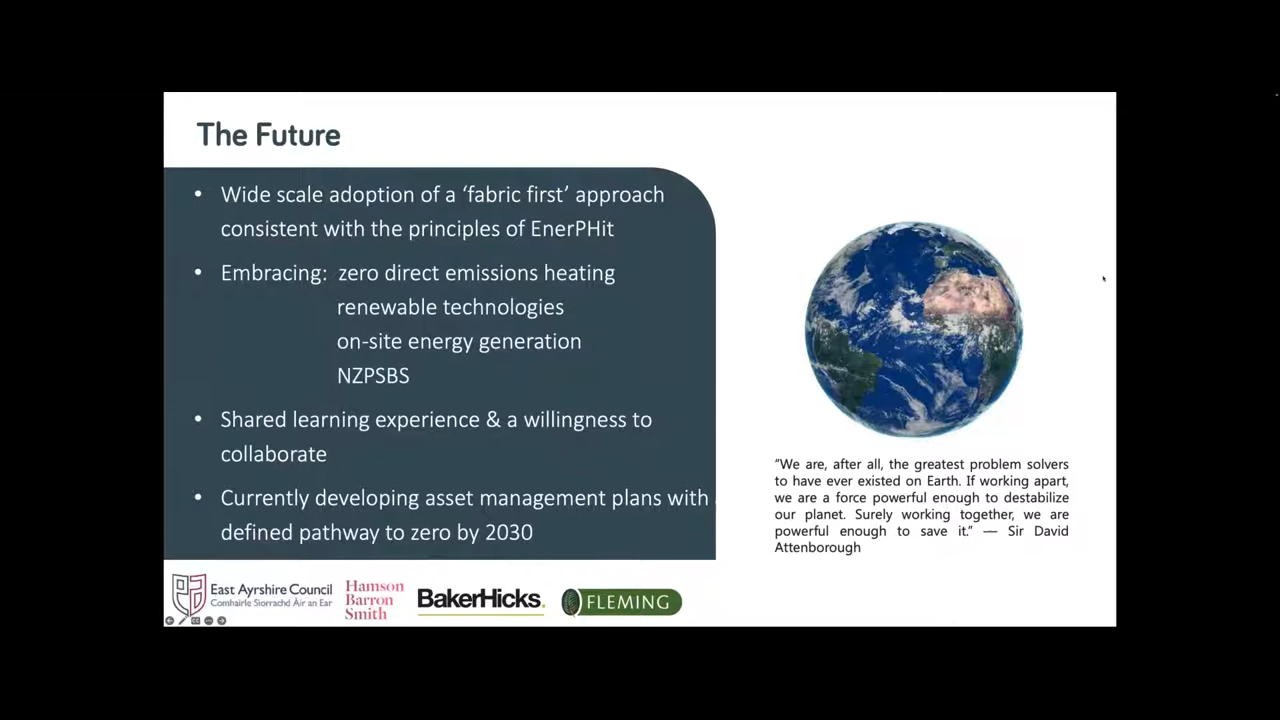 The Future
• Wide scale adoption of a ‘fabric first’ approach
consistent with the principles of EnerPHit
• Embracing: zero direct emissions heating
renewable technologies
on-site energy generation
NZPSBS
• Shared learning experience & a willingness to
collaborate
• Currently developing asset management plans with
defined pathway to zero by 2030
“We are, after all, the greatest problem solvers
to have ever existed on Earth. If working apart,
we are a force powerful enough to destabilize
our planet. Surely working together, we are
powerful enough to save it.” — Sir David
Attenborough
East Ayrshire Council
Comhairle Siorrachd Àir an Ear
Hamson
Barron
Smith
BakerHicks.
FLEMING